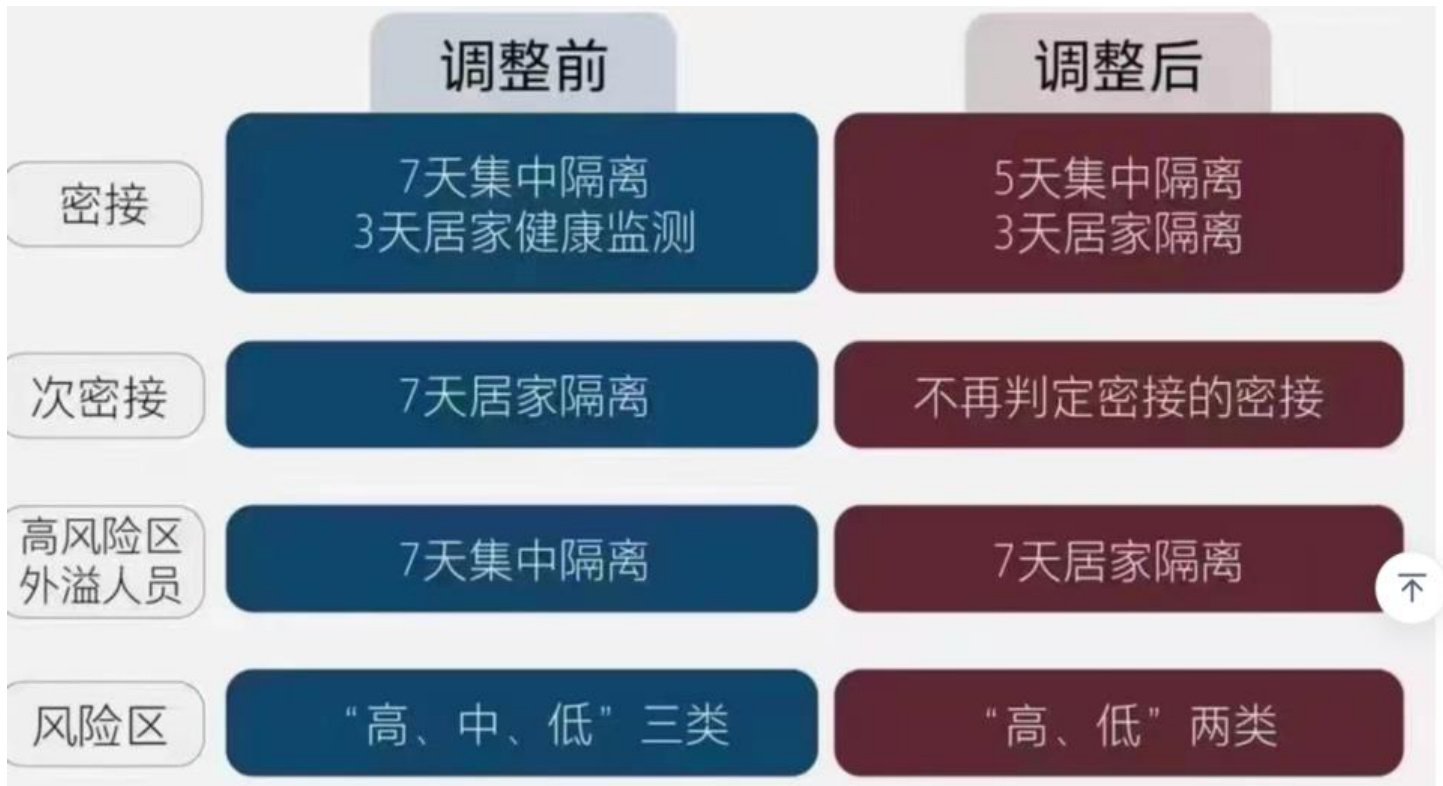 调整前
调整后
密接
7天集中隔离
3天居家健康监测
5天集中隔离
3天居家隔离
次密接
7天居家隔离
不再判定密接的密接
高风险区
外溢人员
7天集中隔离
7天居家隔离
风险区
“高、中、低”三类
“高、低”两类